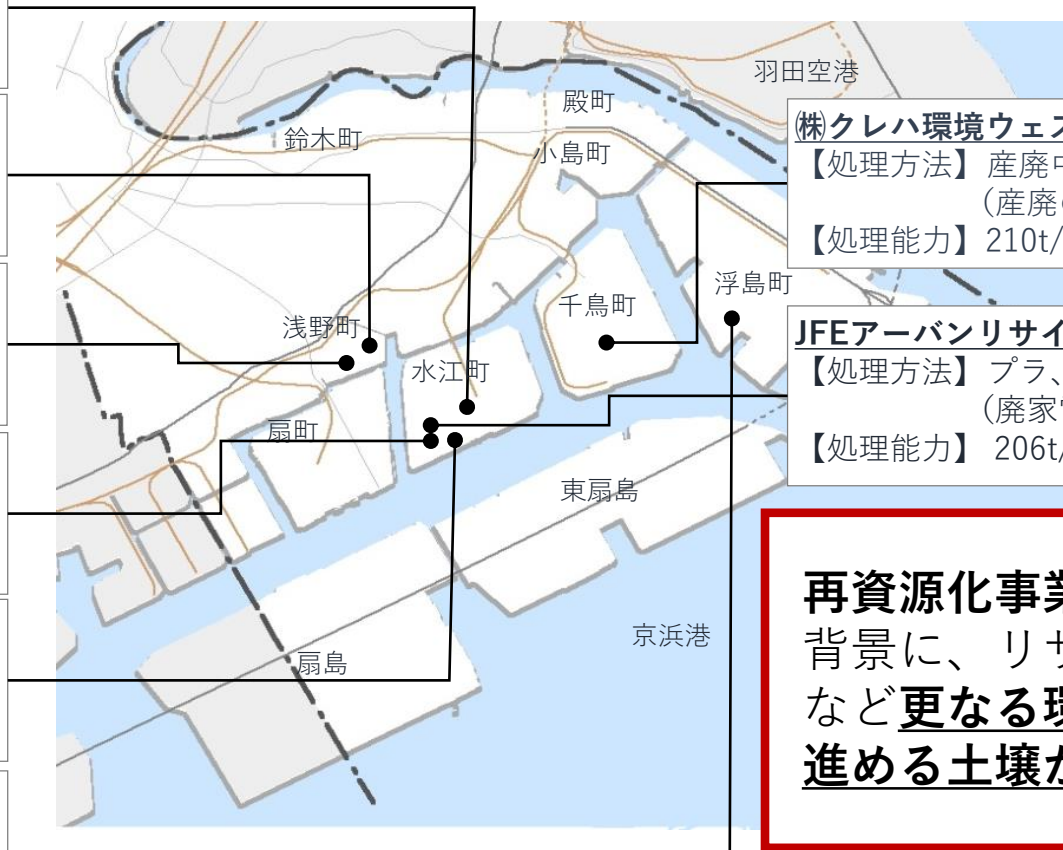 羽田空港
殿町
鈴木町
小島町
㈱クレハ環境ウェス
【処理方法】産廃中
(産廃
【処理能力】210t/
浮島町
千鳥町
浅野町
水江町
JFEアーバンリサイ
【処理方法】プラ、
(廃家
【処理能力】 206t/
扇町
東扇島
再資源化事業
背景に、リサ
など更なる環
進める土壌が
京浜港
扇島